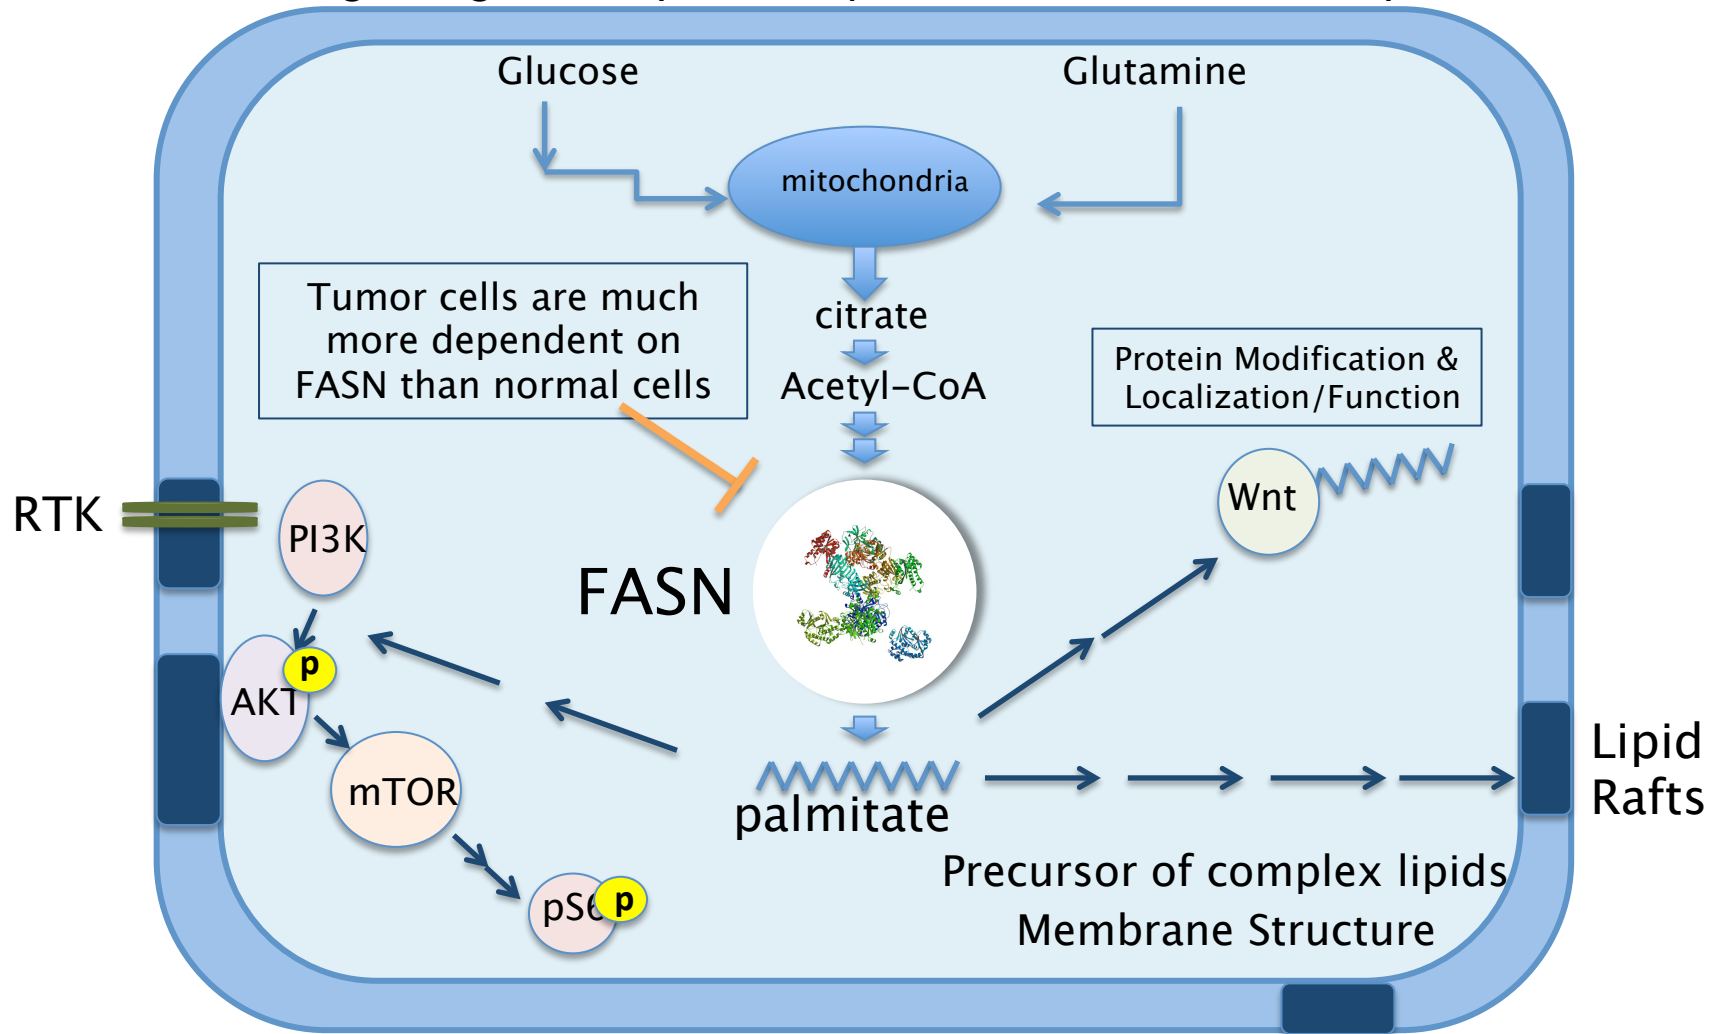 Glucose
Glutamine
mitochondria
Tumor cells are much
more dependent on
FASN than normal cells
citrate
Acetyl-CoA
Protein Modification &
Localization/Function
RTK
PI3K
Wnt
FASN
p
AKT
mTOR
palmitate
Lipid
Rafts
pS6
p
Precursor of complex lipids
Membrane Structure